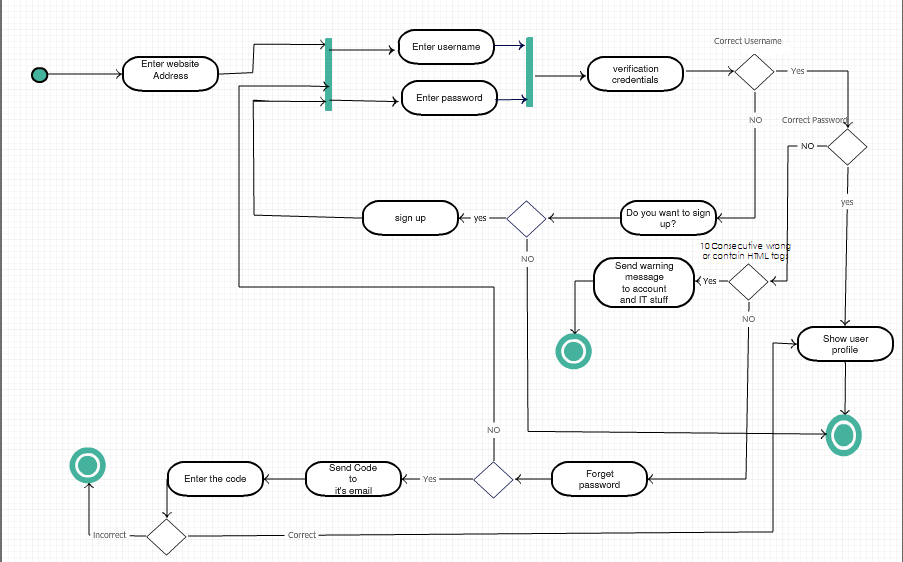 Correct Username
Enter username
Enter website
Address
verification
credentials
Yes
Enter password
NO
Correct Password
NO
yes
sign up
yes
Do you want to sign
up?
10 Consecutive wrong
or contain HTML tags
NO
Send warning
message
to account
and IT stuff
Yes
NO
Show user
profile
NO
Enter the code
Send Code
to
it's email
Yes
Forget
password
Incorrect
Correct